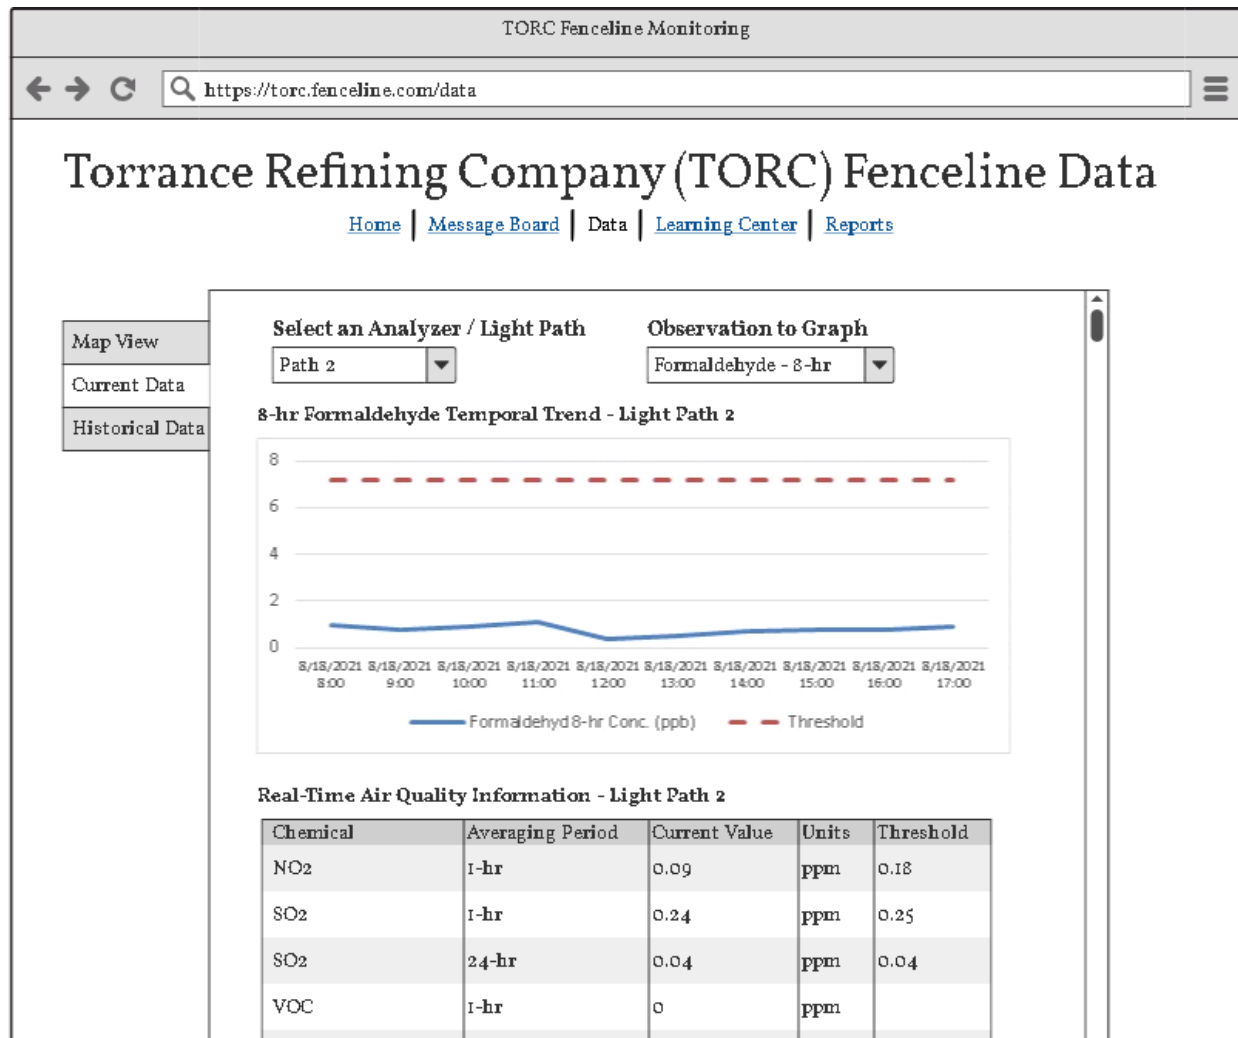 TORC Fenceline Monitoring
https://torc.fenceline.com/data
Torrance Refining Company (TORC) Fenceline Data
Home | Message Board | Data | Learning Center | Reports
Map View
Current Data
Historical Data
Select an Analyzer / Light Path Observation to Graph
Path 2 Formaldehyde - 8-hr
8-hr Formaldehyde Temporal Trend - Light Path 2
8
6
4
2
0
8/18/2021 8/18/2021 8/18/2021 8/18/2021 8/18/2021 8/18/2021 8/18/2021 8/18/2021 8/18/2021 8/18/2021
8:00 9:00 10:00 11:00 12:00 13:00 14:00 15:00 16:00 17:00
Formaldehyd 8-hr Conc. (ppb) Threshold
Real-Time Air Quality Information - Light Path 2
Chemical Averaging Period Current Value Units Threshold
NO2 1-hr 0.09 ppm 0.18
SO2 1-hr 0.24 ppm 0.25
SO2 24-hr 0.04 ppm 0.04
VOC 1-hr 0 ppm